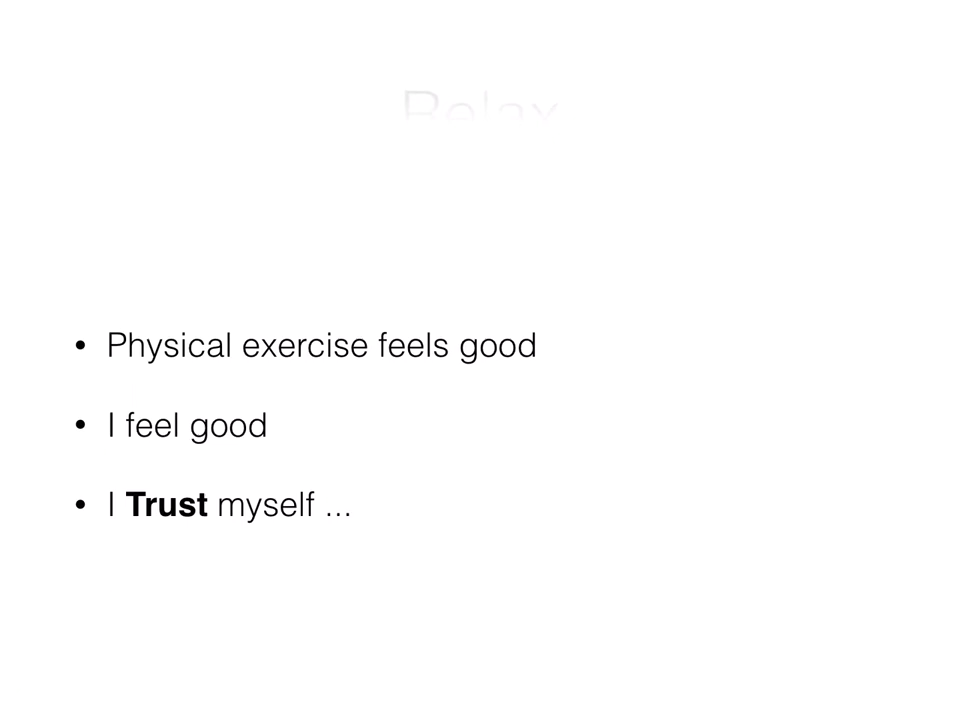 Relax
• Physical exercise feels good
• I feel good
• I Trust myself ...